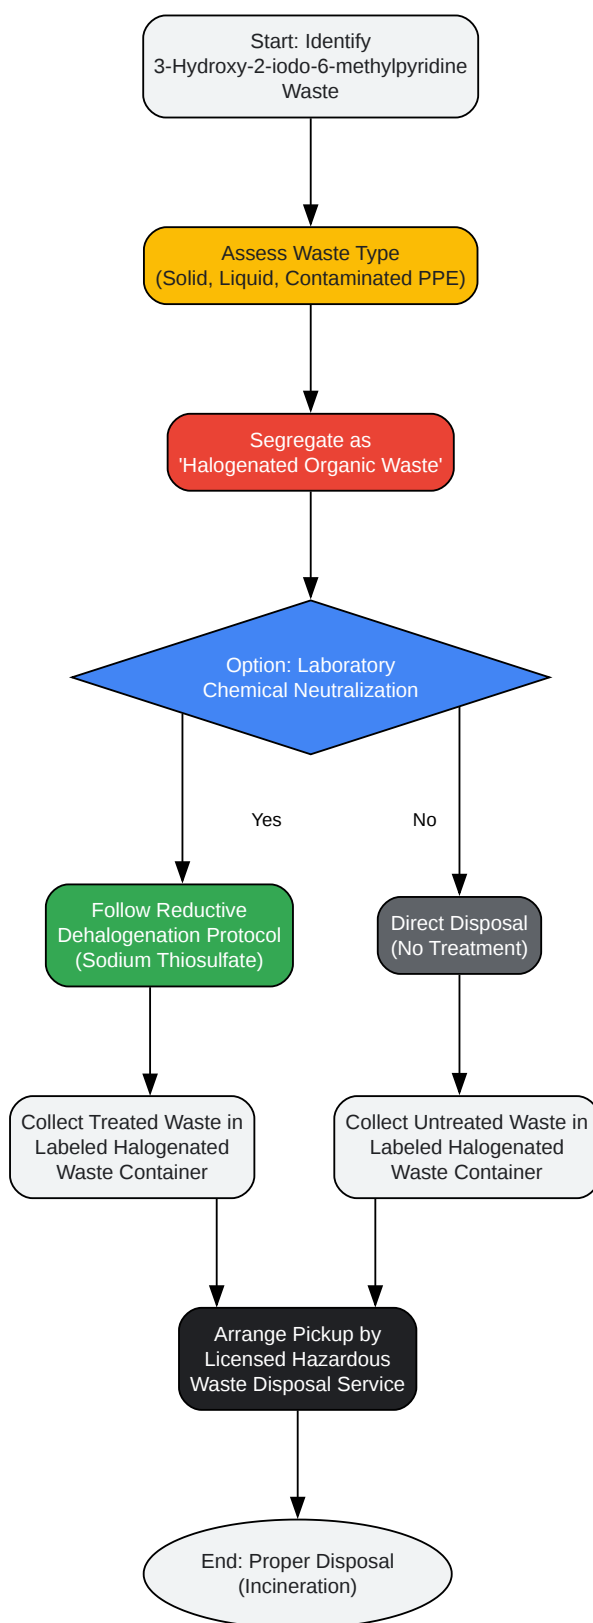 Start: Identify
3-Hydroxy-2-iodo-6-methylpyridine
Waste
Assess Waste Type
(Solid, Liquid, Contaminated PPE)
Segregate as
'Halogenated Organic Waste'
Option: Laboratory
Chemical Neutralization
Yes
No
Follow Reductive
Dehalogenation Protocol
(Sodium Thiosulfate)
Direct Disposal
(No Treatment)
Collect Treated Waste in
Labeled Halogenated
Waste Container
Collect Untreated Waste in
Labeled Halogenated
Waste Container
Arrange Pickup by
Licensed Hazardous
Waste Disposal Service
End: Proper Disposal
(Incineration)